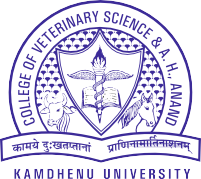 COLLEGE OF VETERINARY SCIENCE & A. H., ANAND
कामये दुःखतप्तानां प्राणिनामार्तिनाशनम्
KAMDHENU UNIVERSITY